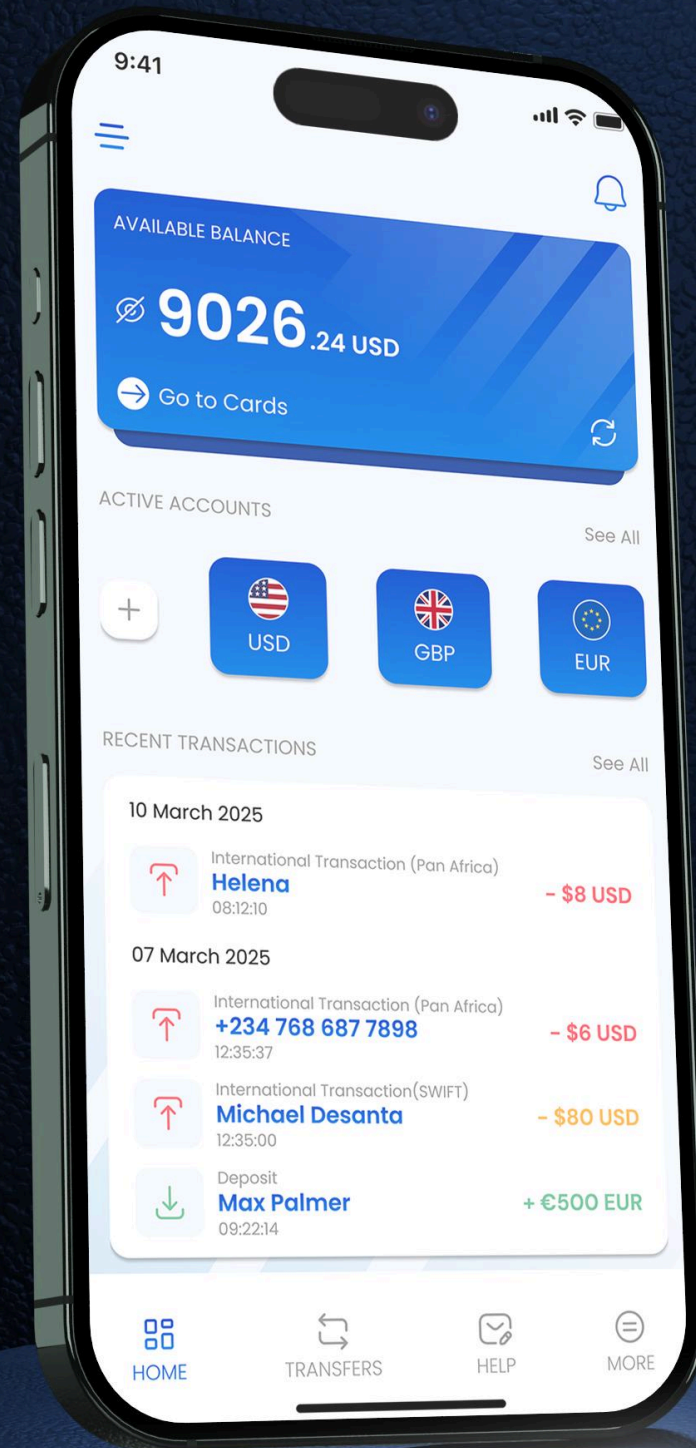 9:41
AVAILABLE BALANCE
9026.24 USD
Go to Cards
ACTIVE ACCOUNTS
See All
USD
GBP
EUR
RECENT TRANSACTIONS
See All
10 March 2025
International Transaction (Pan Africa)
Helena
- $8 USD
08:12:10
07 March 2025
International Transaction (Pan Africa)
+234 768 687 7898
- $6 USD
12:35:37
International Transaction(SWIFT)
Michael Desanta
- $80 USD
12:35:00
Deposit
Max Palmer
+ €500 EUR
09:22:14
HOME
TRANSFERS
HELP
MORE